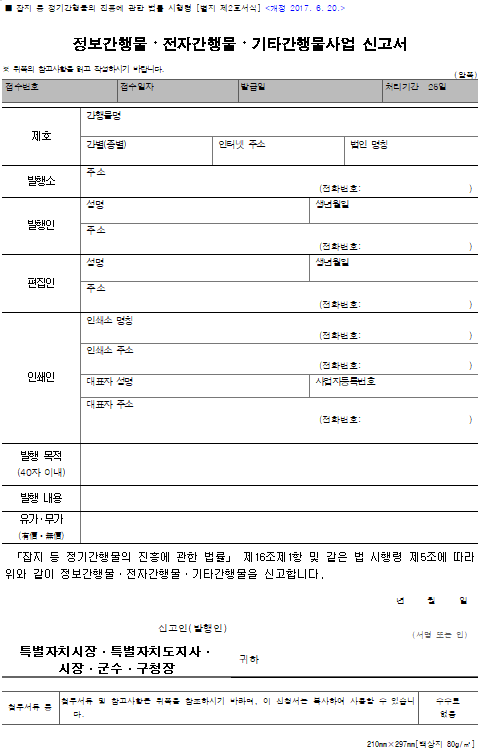 ■ 잡지 등 정기간행물의 진흥에 관한 법률 시행령 [별지 제2호서식] <개정 2017. 6. 20.>
정보간행물ㆍ전자간행물ㆍ기타간행물사업 신고서
※ 뒤쪽의 참고사항을 읽고 작성하시기 바랍니다.
(앞쪽)
접수번호 접수일자 발급일 처리기간 26일
제호
간행물명
간별(종별) 인터넷 주소 법인 명칭
발행소
주소
(전화번호: )
발행인
성명 생년월일
주소
(전화번호: )
편집인
성명 생년월일
주소
(전화번호: )
인쇄인
인쇄소 명칭
(전화번호: )
인쇄소 주소
(전화번호: )
대표자 성명 사업자등록번호
대표자 주소
(전화번호: )
발행 목적
(40자 이내)
발행 내용
유가·무가
(有價·無價)
「잡지 등 정기간행물의 진흥에 관한 법률」 제16조제1항 및 같은 법 시행령 제5조에 따라
위와 같이 정보간행물ㆍ전자간행물ㆍ기타간행물을 신고합니다.
년 월 일
신고인(발행인)
(서명 또는 인)
특별자치시장ㆍ특별자치도지사ㆍ
시장ㆍ군수ㆍ구청장
귀하
첨부서류 등
첨부서류 및 참고사항은 뒤쪽을 참조하시기 바라며, 이 신청서는 복사하여 사용할 수 있습니
다.
수수료
없음
210mm×297mm[백상지 80g/㎡]